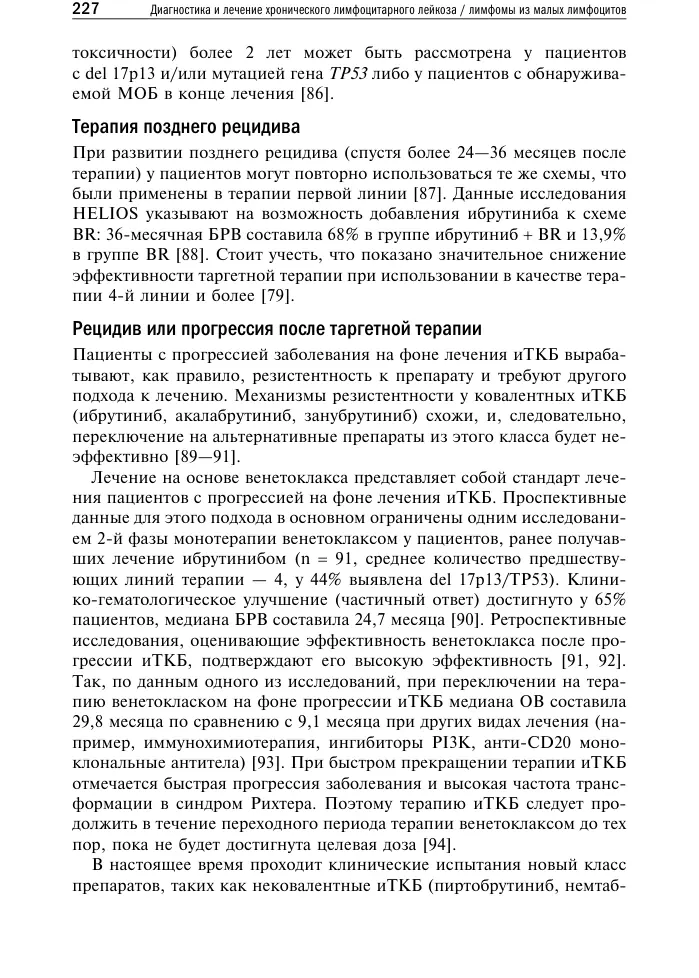 227 Диагностика и лечение хронического лимфоцитарного лейкоза / лимфомы из малых лимфоцитов
токсичности) более 2 лет может быть рассмотрена у пациентов
с del 17p13 и/или мутацией гена TP53 либо у пациентов с обнаружива-
емой МОБ в конце лечения [86].
Терапия позднего рецидива
При развитии позднего рецидива (спустя более 24—36 месяцев после
терапии) у пациентов могут повторно использоваться те же схемы, что
были применены в терапии первой линии [87]. Данные исследования
HELIOS указывают на возможность добавления ибрутиниба к схеме
BR: 36-месячная БРВ составила 68% в группе ибрутиниб + BR и 13,9%
в группе BR [88]. Стоит учесть, что показано значительное снижение
эффективности таргетной терапии при использовании в качестве тера-
пии 4-й линии и более [79].
Рецидив или прогрессия после таргетной терапии
Пациенты с прогрессией заболевания на фоне лечения иТКБ выраба-
тывают, как правило, резистентность к препарату и требуют другого
подхода к лечению. Механизмы резистентности у ковалентных иТКБ
(ибрутиниб, акалабрутиниб, занубрутиниб) схожи, и, следовательно,
переключение на альтернативные препараты из этого класса будет не-
эффективно [89—91].
Лечение на основе венетоклакса представляет собой стандарт лече-
ния пациентов с прогрессией на фоне лечения иТКБ. Проспективные
данные для этого подхода в основном ограничены одним исследовани-
ем 2-й фазы монотерапии венетоклаксом у пациентов, ранее получав-
ших лечение ибрутинибом (n = 91, среднее количество предшеству-
ющих линий терапии — 4, у 44% выявлена del 17p13/TP53). Клини-
ко-гематологическое улучшение (частичный ответ) достигнуто у 65%
пациентов, медиана БРВ составила 24,7 месяца [90]. Ретроспективные
исследования, оценивающие эффективность венетоклакса после про-
грессии иТКБ, подтверждают его высокую эффективность [91, 92].
Так, по данным одного из исследований, при переключении на тера-
пию венетокласком на фоне прогрессии иТКБ медиана ОВ составила
29,8 месяца по сравнению с 9,1 месяца при других видах лечения (на-
пример, иммунохимиотерапия, ингибиторы PI3K, анти-CD20 моно-
клональные антитела) [93]. При быстром прекращении терапии иТКБ
отмечается быстрая прогрессия заболевания и высокая частота транс-
формации в синдром Рихтера. Поэтому терапию иТКБ следует про-
должить в течение переходного периода терапии венетоклаксом до тех
пор, пока не будет достигнута целевая доза [94].
В настоящее время проходит клинические испытания новый класс
препаратов, таких как нековалентные иТКБ (пиртобрутиниб, немтаб-